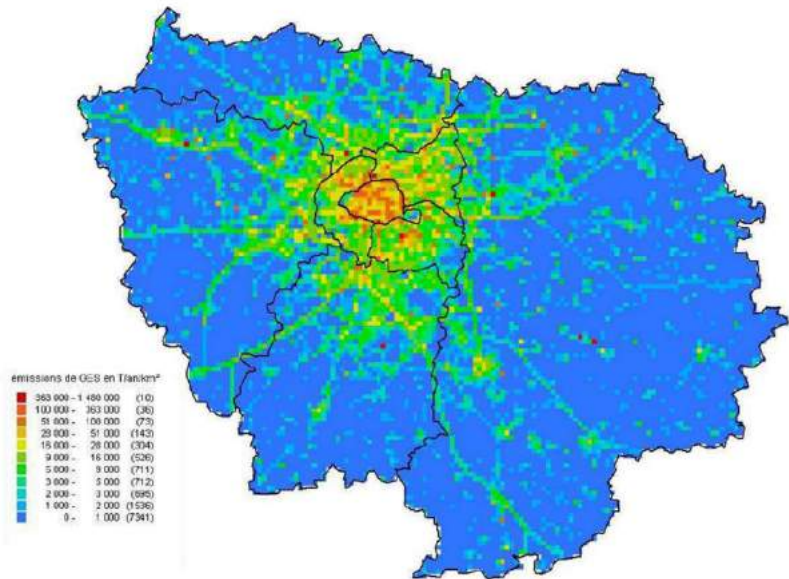 émissions de GES en T/an/km²
363 000 - 1 480 000 (10)
100 000 - 363 000 (36)
51 000 - 100 000 (73)
28 000 - 51 000 (143)
16 000 - 28 000 (304)
9 000 - 16 000 (526)
5 000 - 9 000 (711)
3 000 - 5 000 (712)
2 000 - 3 000 (695)
1 000 - 2 000 (1536)
0 - 1 000 (7341)